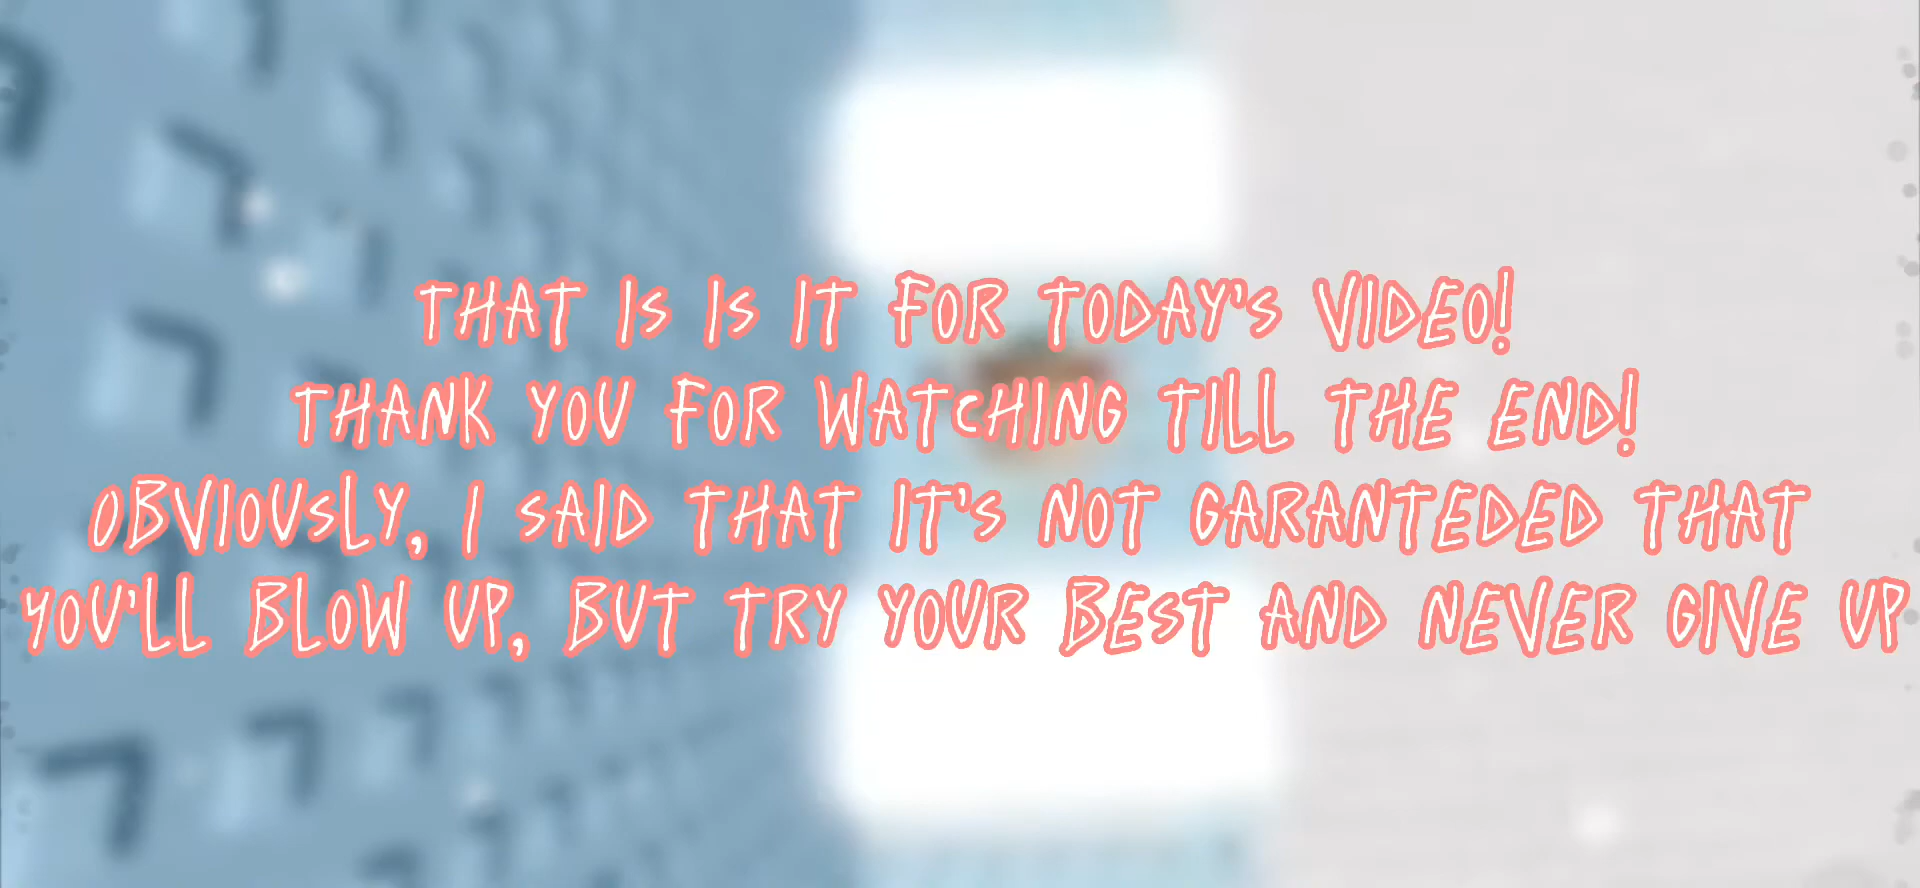 THAT IS IS IT FOR TODAY'S VIDEO!
THANK YOU FOR WATCHING TILL THE END!
OBVIOUSLY, I SAID THAT IT'S NOT GARANTEDED THAT
YOU'LL BLOW UP, BUT TRY YOUR BEST AND NEVER GIVE UP